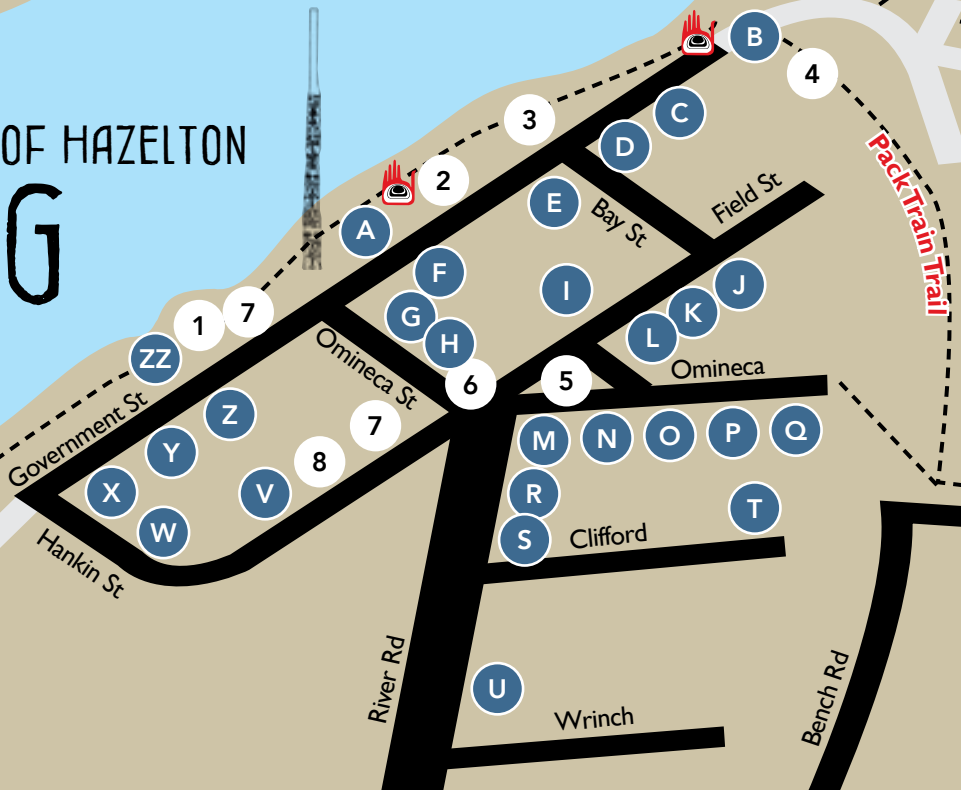 B
4
C
OF HAZELTON
3
D
Pack Train Trail
2
Field St
E
Bay St
A
G
F
I
J
1
7
G
K
L
H
ZZ
Omineca St
Omineca
5
6
Government St
Z
7
M
N
O
P
Q
Y
8
X
V
R
T
W
S
Clifford
Hankin St
River Rd
U
Bench Rd
Wrinch